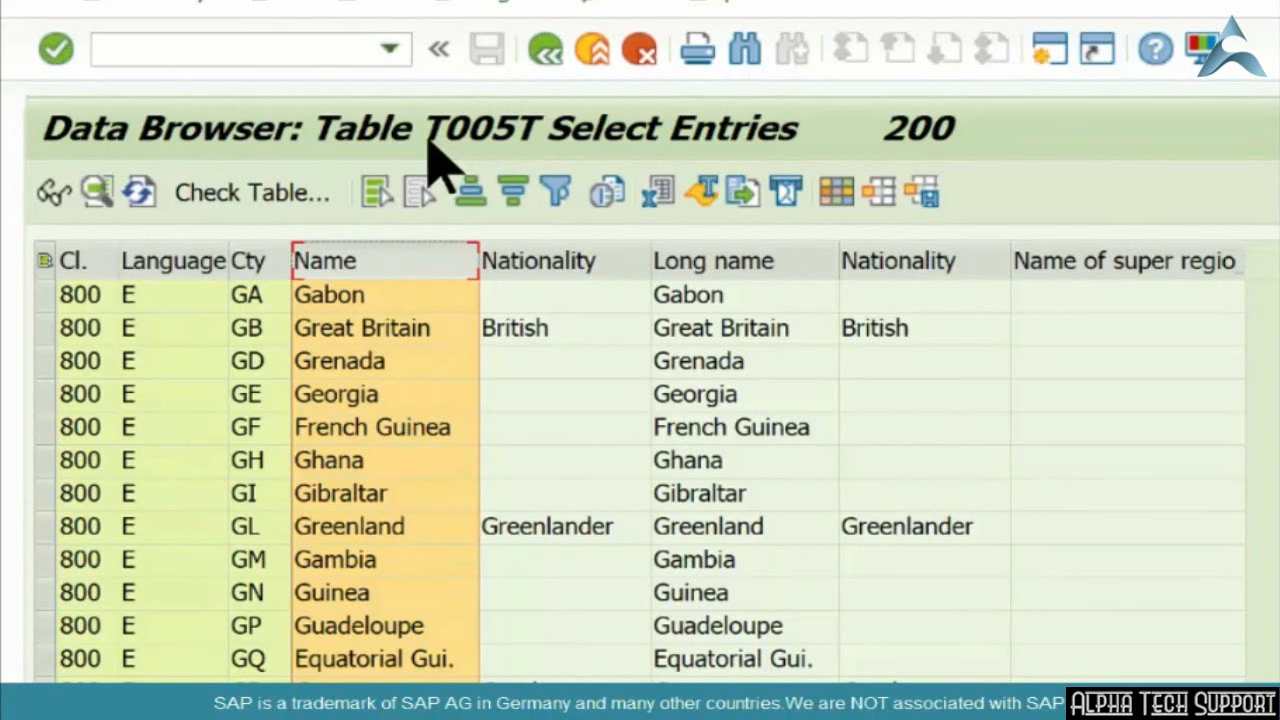 Data Browser: Table T005T Select Entries 200
Check Table...
Cl. Language Cty Name Nationality Long name Nationality Name of super regio
800 E GA Gabon Gabon
800 E GB Great Britain British Great Britain British
800 E GD Grenada Grenada
800 E GE Georgia Georgia
800 E GF French Guinea French Guinea
800 E GH Ghana Ghana
800 E GI Gibraltar Gibraltar
800 E GL Greenland Greenlander Greenland Greenlander
800 E GM Gambia Gambia
800 E GN Guinea Guinea
800 E GP Guadeloupe Guadeloupe
800 E GQ Equatorial Gui. Equatorial Gui.
SAP is a trademark of SAP AG in Germany and many other countries.We are NOT associated with SAP
ALPHA TECH SUPPORT